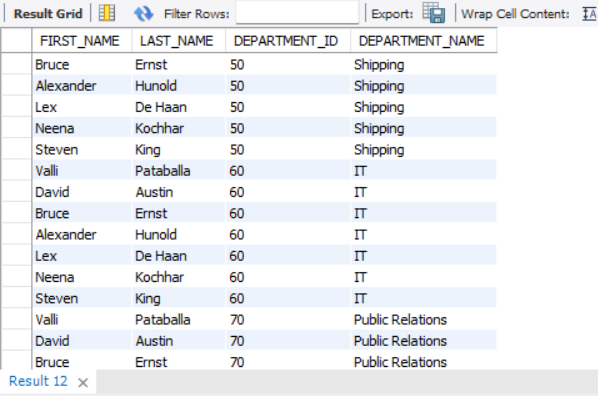 Result Grid Filter Rows: Export: Wrap Cell Content: IA
FIRST_NAME LAST_NAME DEPARTMENT_ID DEPARTMENT_NAME
Bruce Ernst 50 Shipping
Alexander Hunold 50 Shipping
Lex De Haan 50 Shipping
Neena Kochhar 50 Shipping
Steven King 50 Shipping
Valli Pataballa 60 IT
David Austin 60 IT
Bruce Ernst 60 IT
Alexander Hunold 60 IT
Lex De Haan 60 IT
Neena Kochhar 60 IT
Steven King 60 IT
Valli Pataballa 70 Public Relations
David Austin 70 Public Relations
Bruce Ernst 70 Public Relations
Result 12